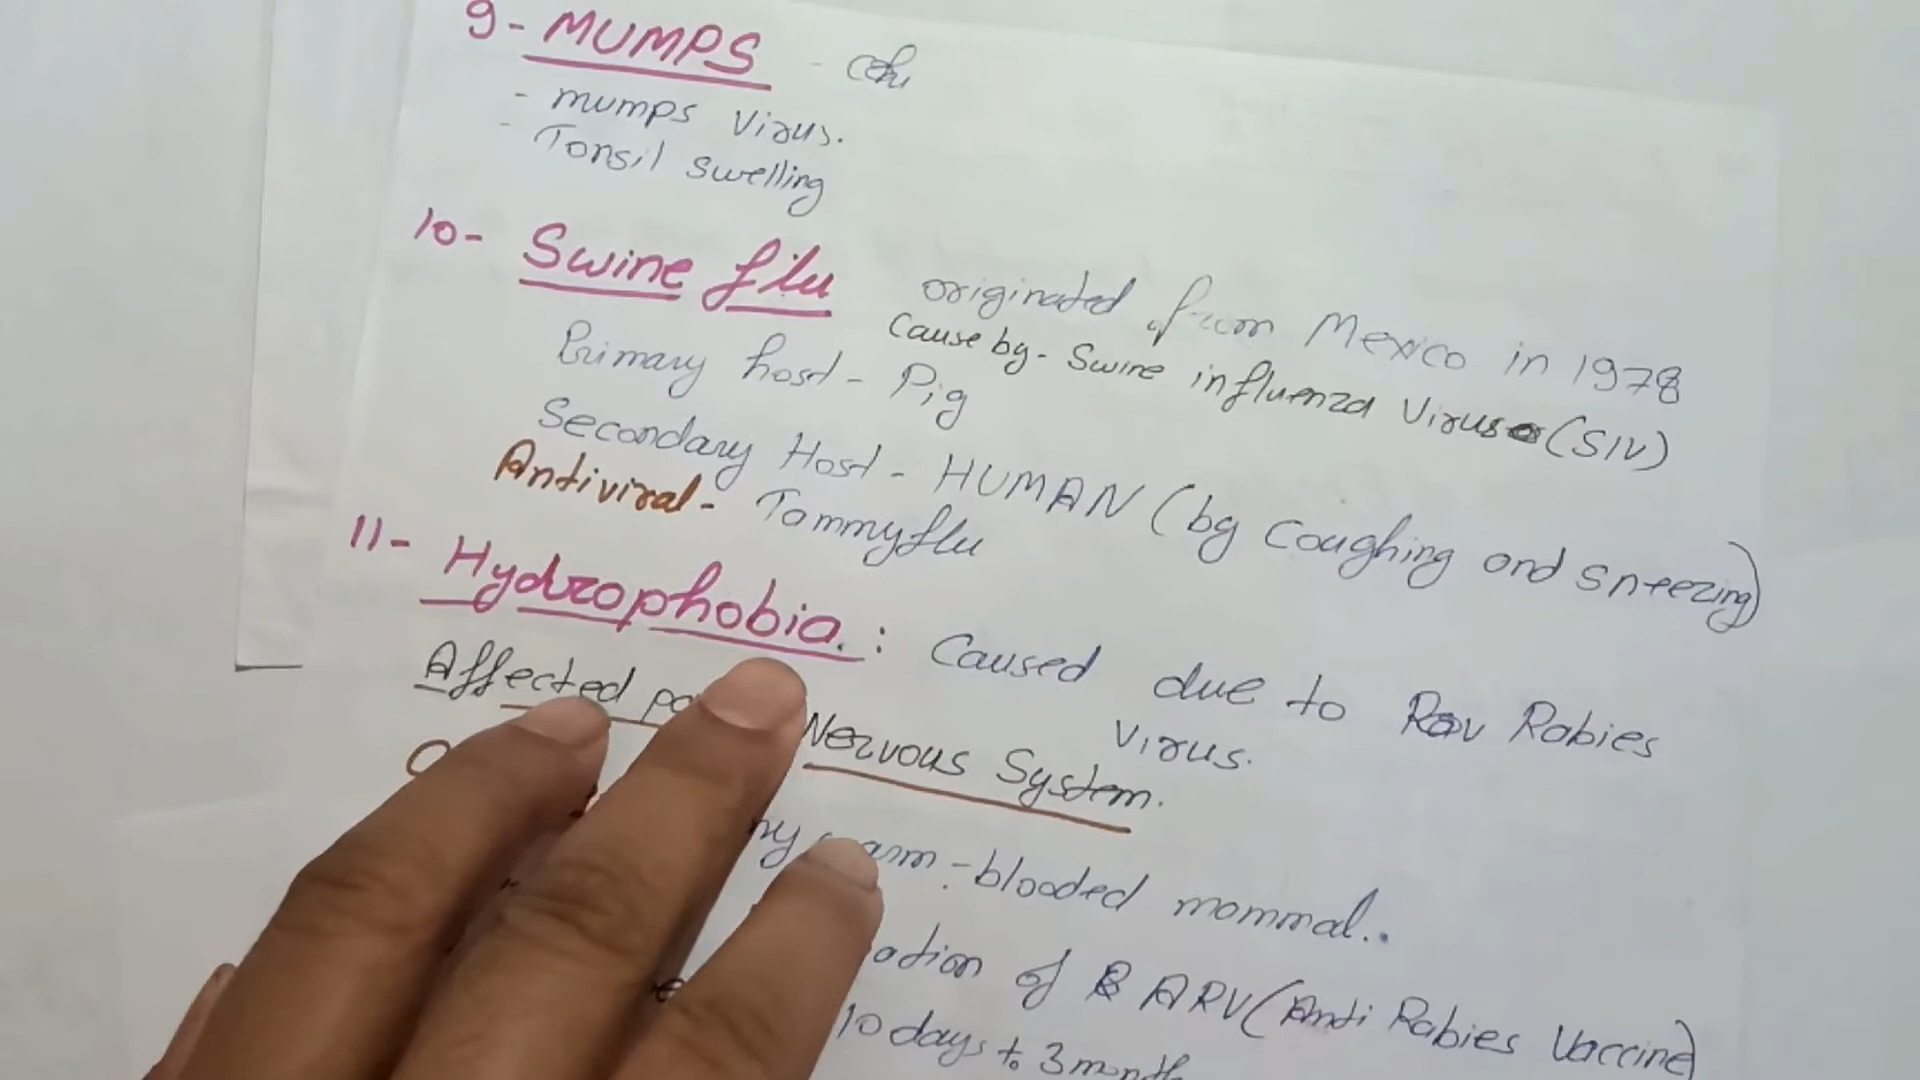 9- MUMPS -
- mumps Virus.
- Tonsil swelling
10- Swine flu originated from Mexico in 1978
Cause by- Swine influenza Virus (SIV)
Primary host - Pig
Secondary Host - HUMAN (by Coughing and sneezing)
Antiviral- Tammyflu
11- Hydrophobia. : Caused due to Rav Rabies
Virus.
Affected Nervous System.
-blooded mammal..
of ARV (Anti Rabies Vaccine)
10 days to 3 month